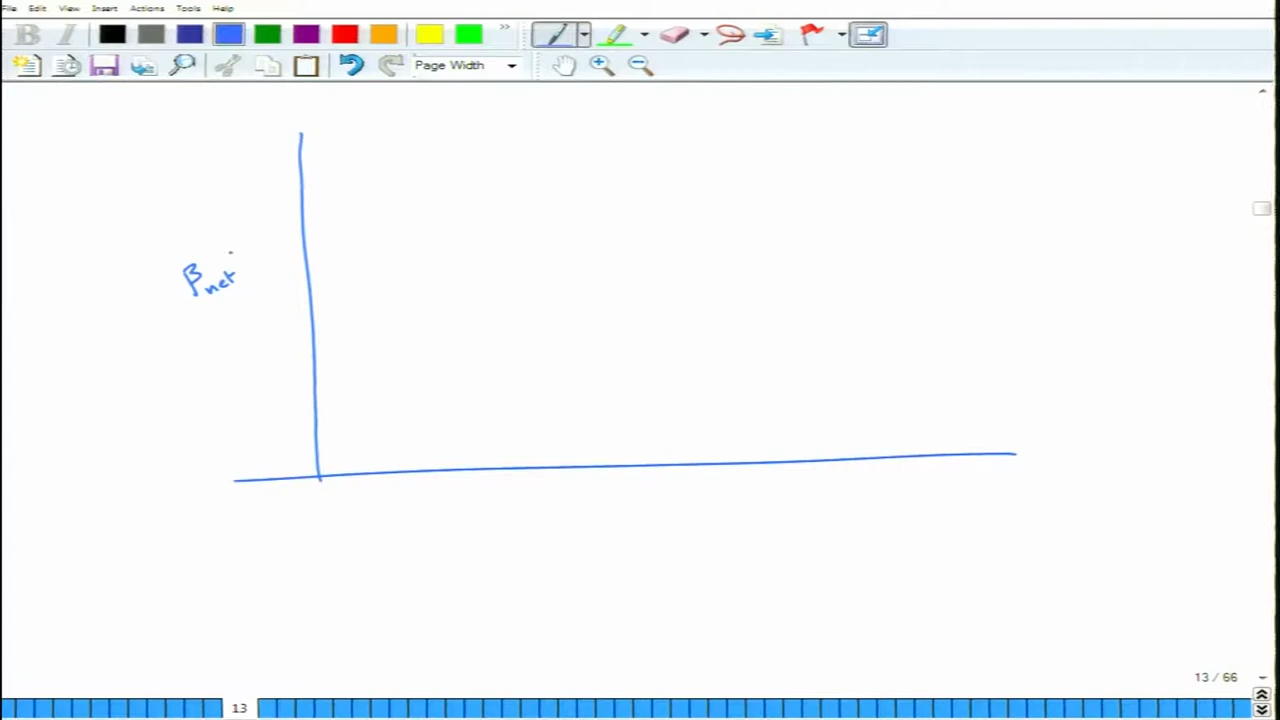 File Edit View Insert Actions Tools Help
B I
Page Width
βnet
13 / 66
13